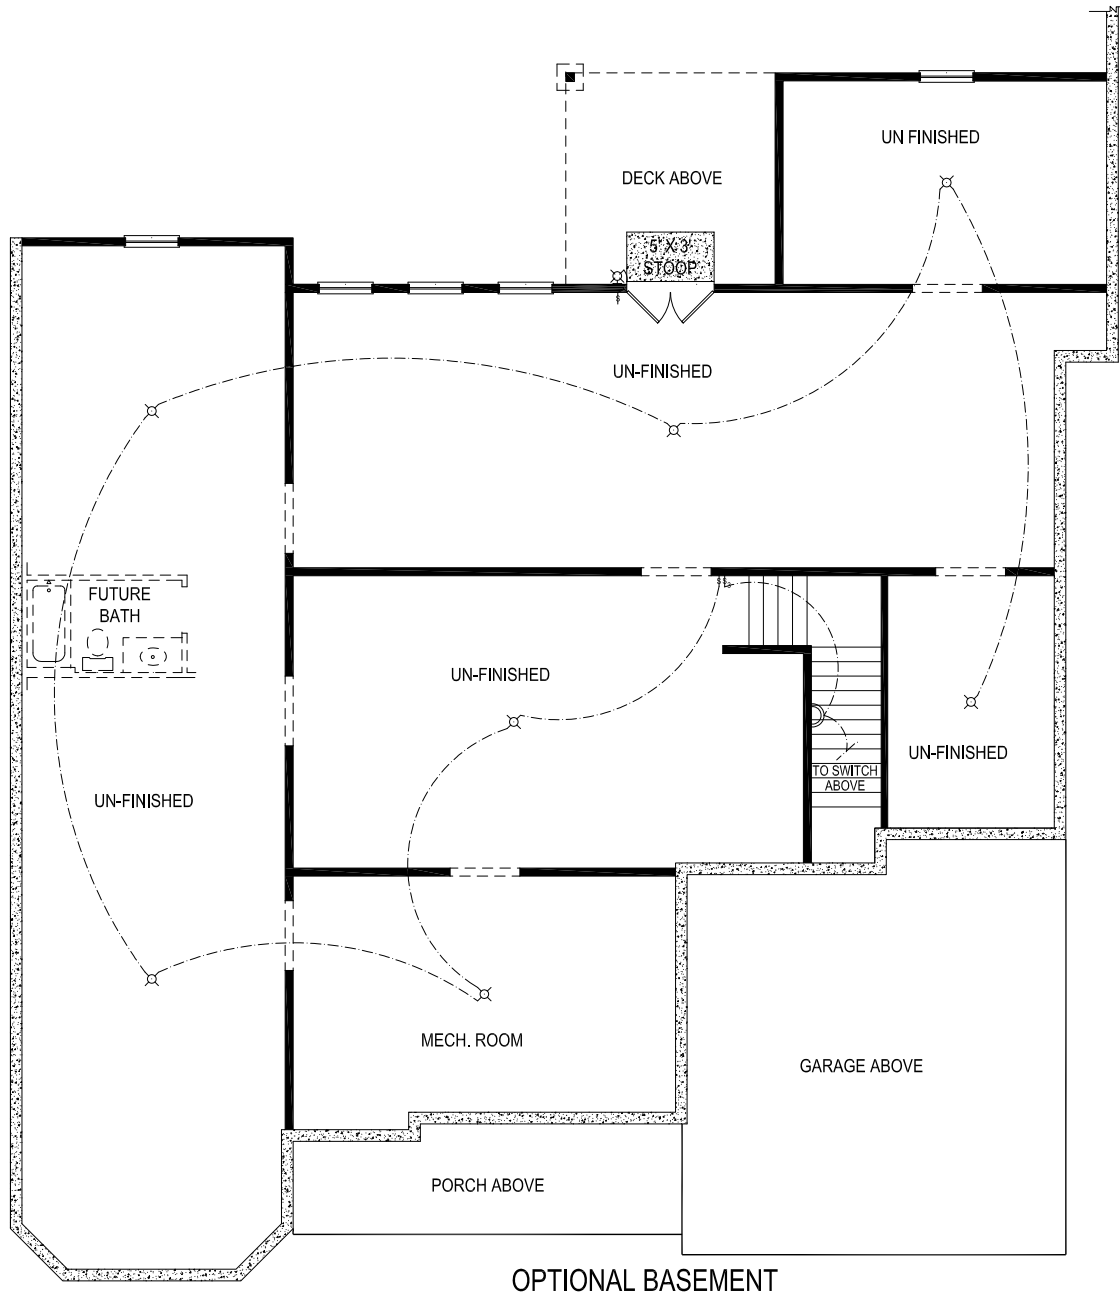 UN FINISHED
DECK ABOVE
5' X 3'
STOOP
UN-FINISHED
FUTURE
BATH
UN-FINISHED
UN-FINISHED
TO SWITCH
ABOVE
UN-FINISHED
MECH. ROOM
GARAGE ABOVE
PORCH ABOVE
OPTIONAL BASEMENT